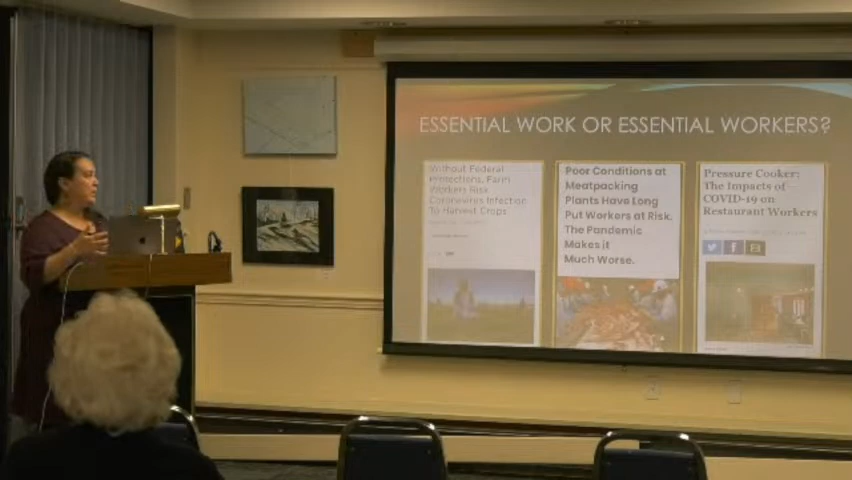 ESSENTIAL WORK OR ESSENTIAL WORKERS?
Without Federal
Protections, Farm
Workers Risk
Coronavirus Infection
To Harvest Crops
Poor Conditions at
Meatpacking
Plants Have Long
Put Workers at Risk.
The Pandemic
Makes it
Much Worse.
Pressure Cooker:
The Impacts of
COVID-19 on
Restaurant Workers